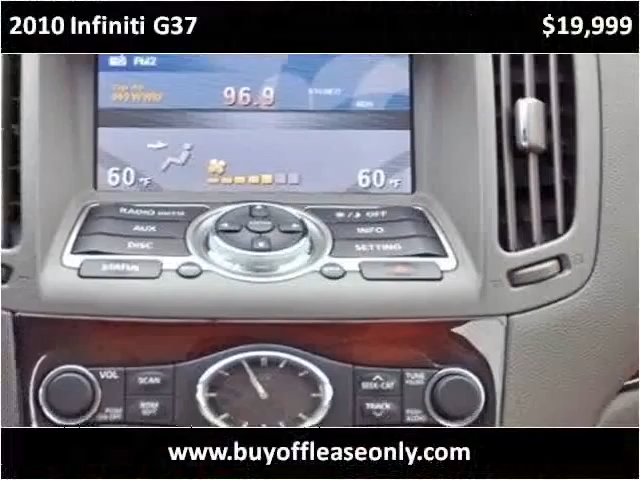 2010 Infiniti G37 $19,999
FM2
96.9
60°F 60°F
RADIO
OFF
AUX
INFO
DISC
SETTING
STATUS
VOL SCAN SEEK·CAT TUNE
TRACK
www.buyoffleaseonly.com